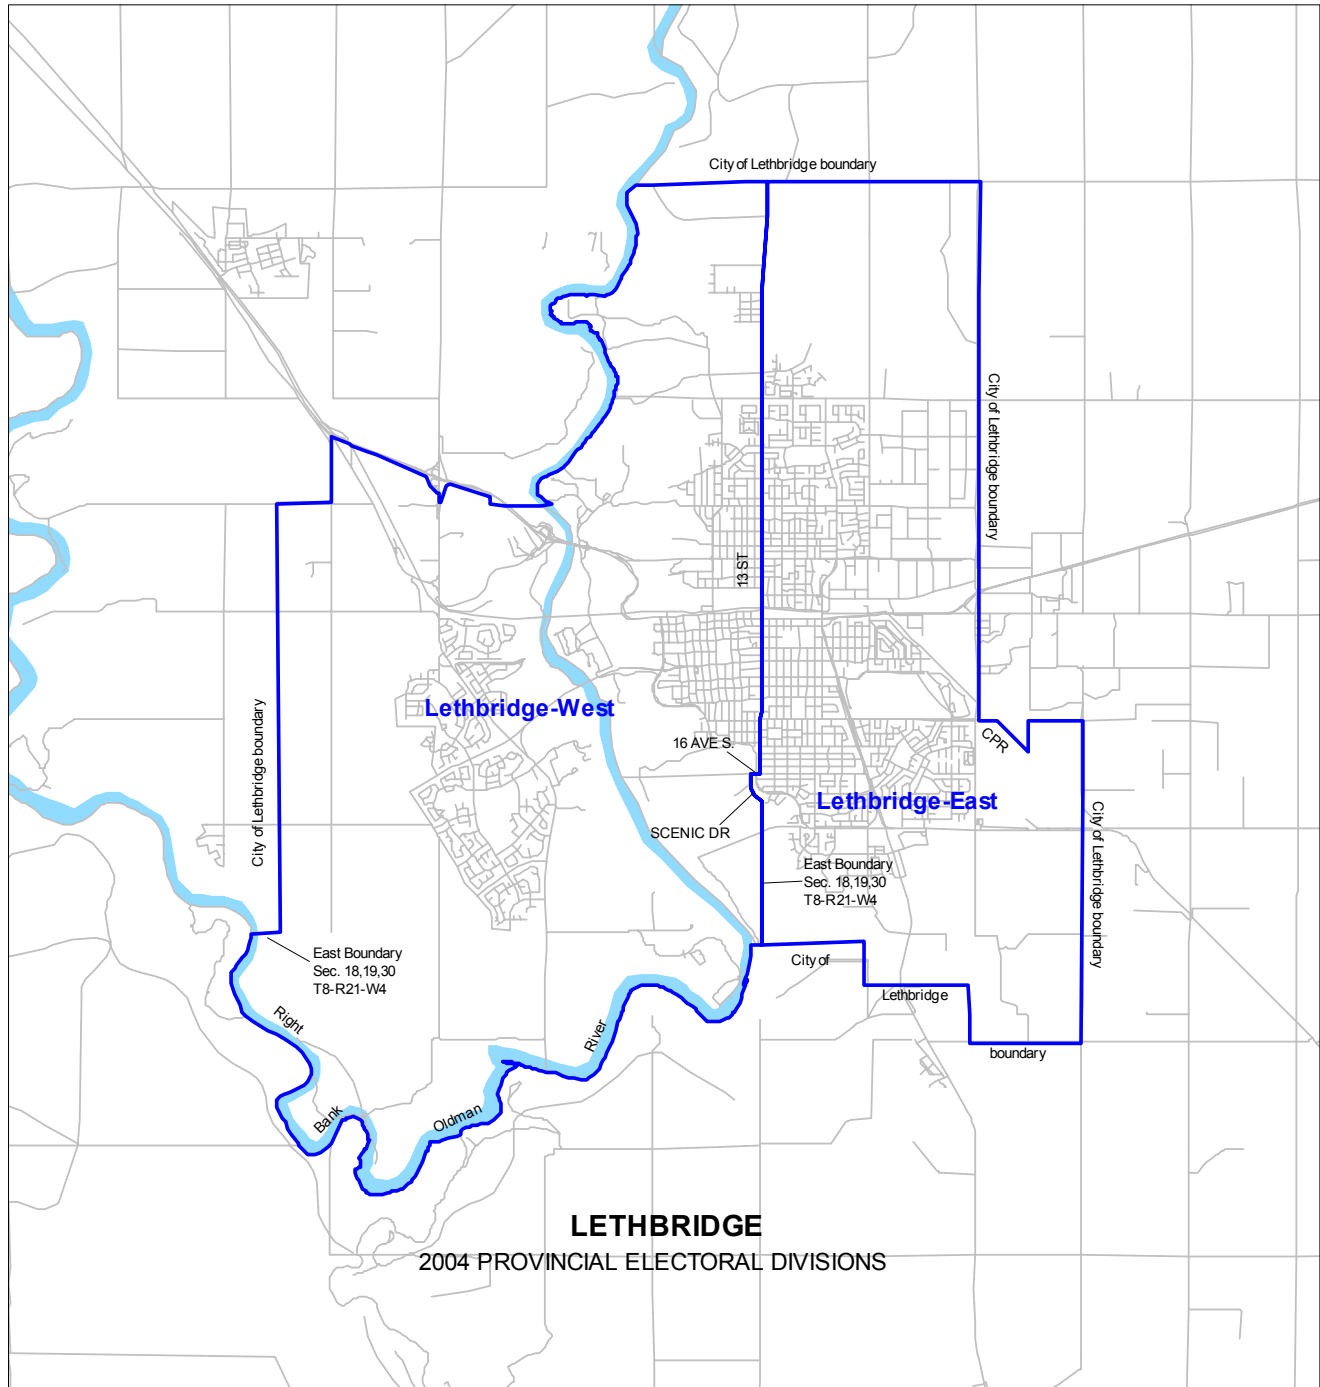 City of Lethbridge boundary
City of Lethbridge boundary
13 ST
City of Lethbridge boundary
Lethbridge-West
CPR
16 AVE S.
Lethbridge-East
SCENIC DR
City of Lethbridge boundary
East Boundary
Sec. 18,19,30
T8-R21-W4
East Boundary
Sec. 18,19,30
T8-R21-W4
City of
Lethbridge
boundary
Right
Bank
Oldman
River
LETHBRIDGE
2004 PROVINCIAL ELECTORAL DIVISIONS